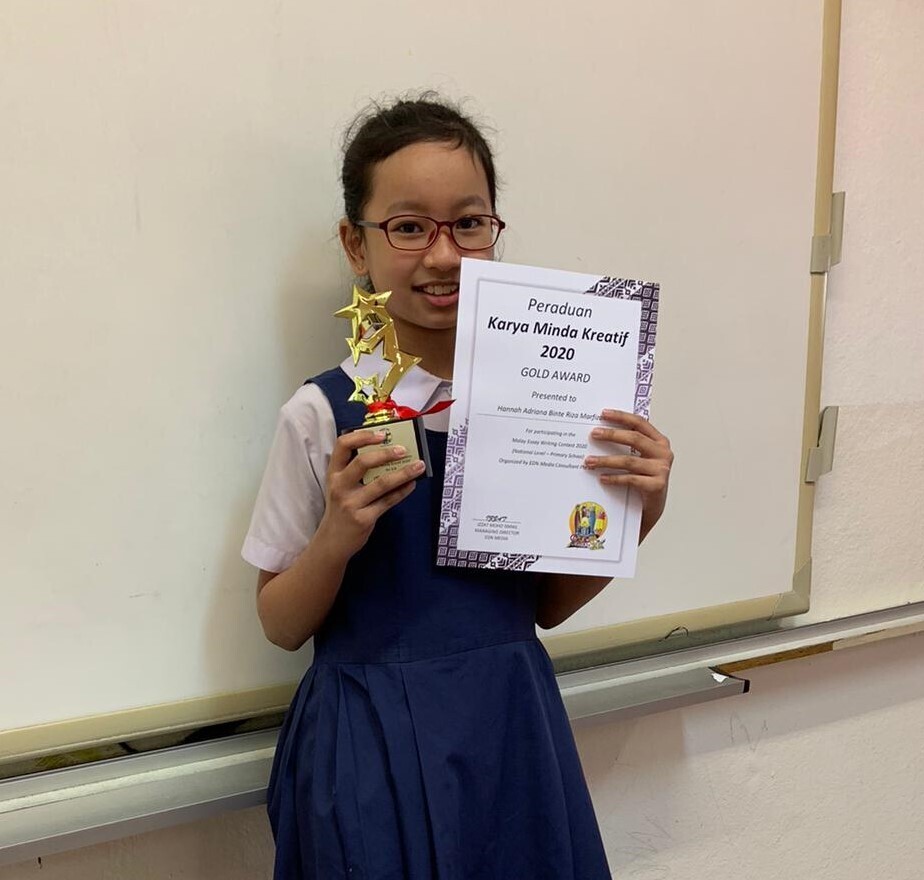 Peraduan
Karya Minda Kreatif
2020
GOLD AWARD
Presented to
Hannah Adriana Binte Riza Marfiza
For participating in the
Malay Essay Writing Contest 2020
(National Level – Primary School)
Organized by EDN Media Consultant
MANAGING DIRECTOR
EDN MEDIA